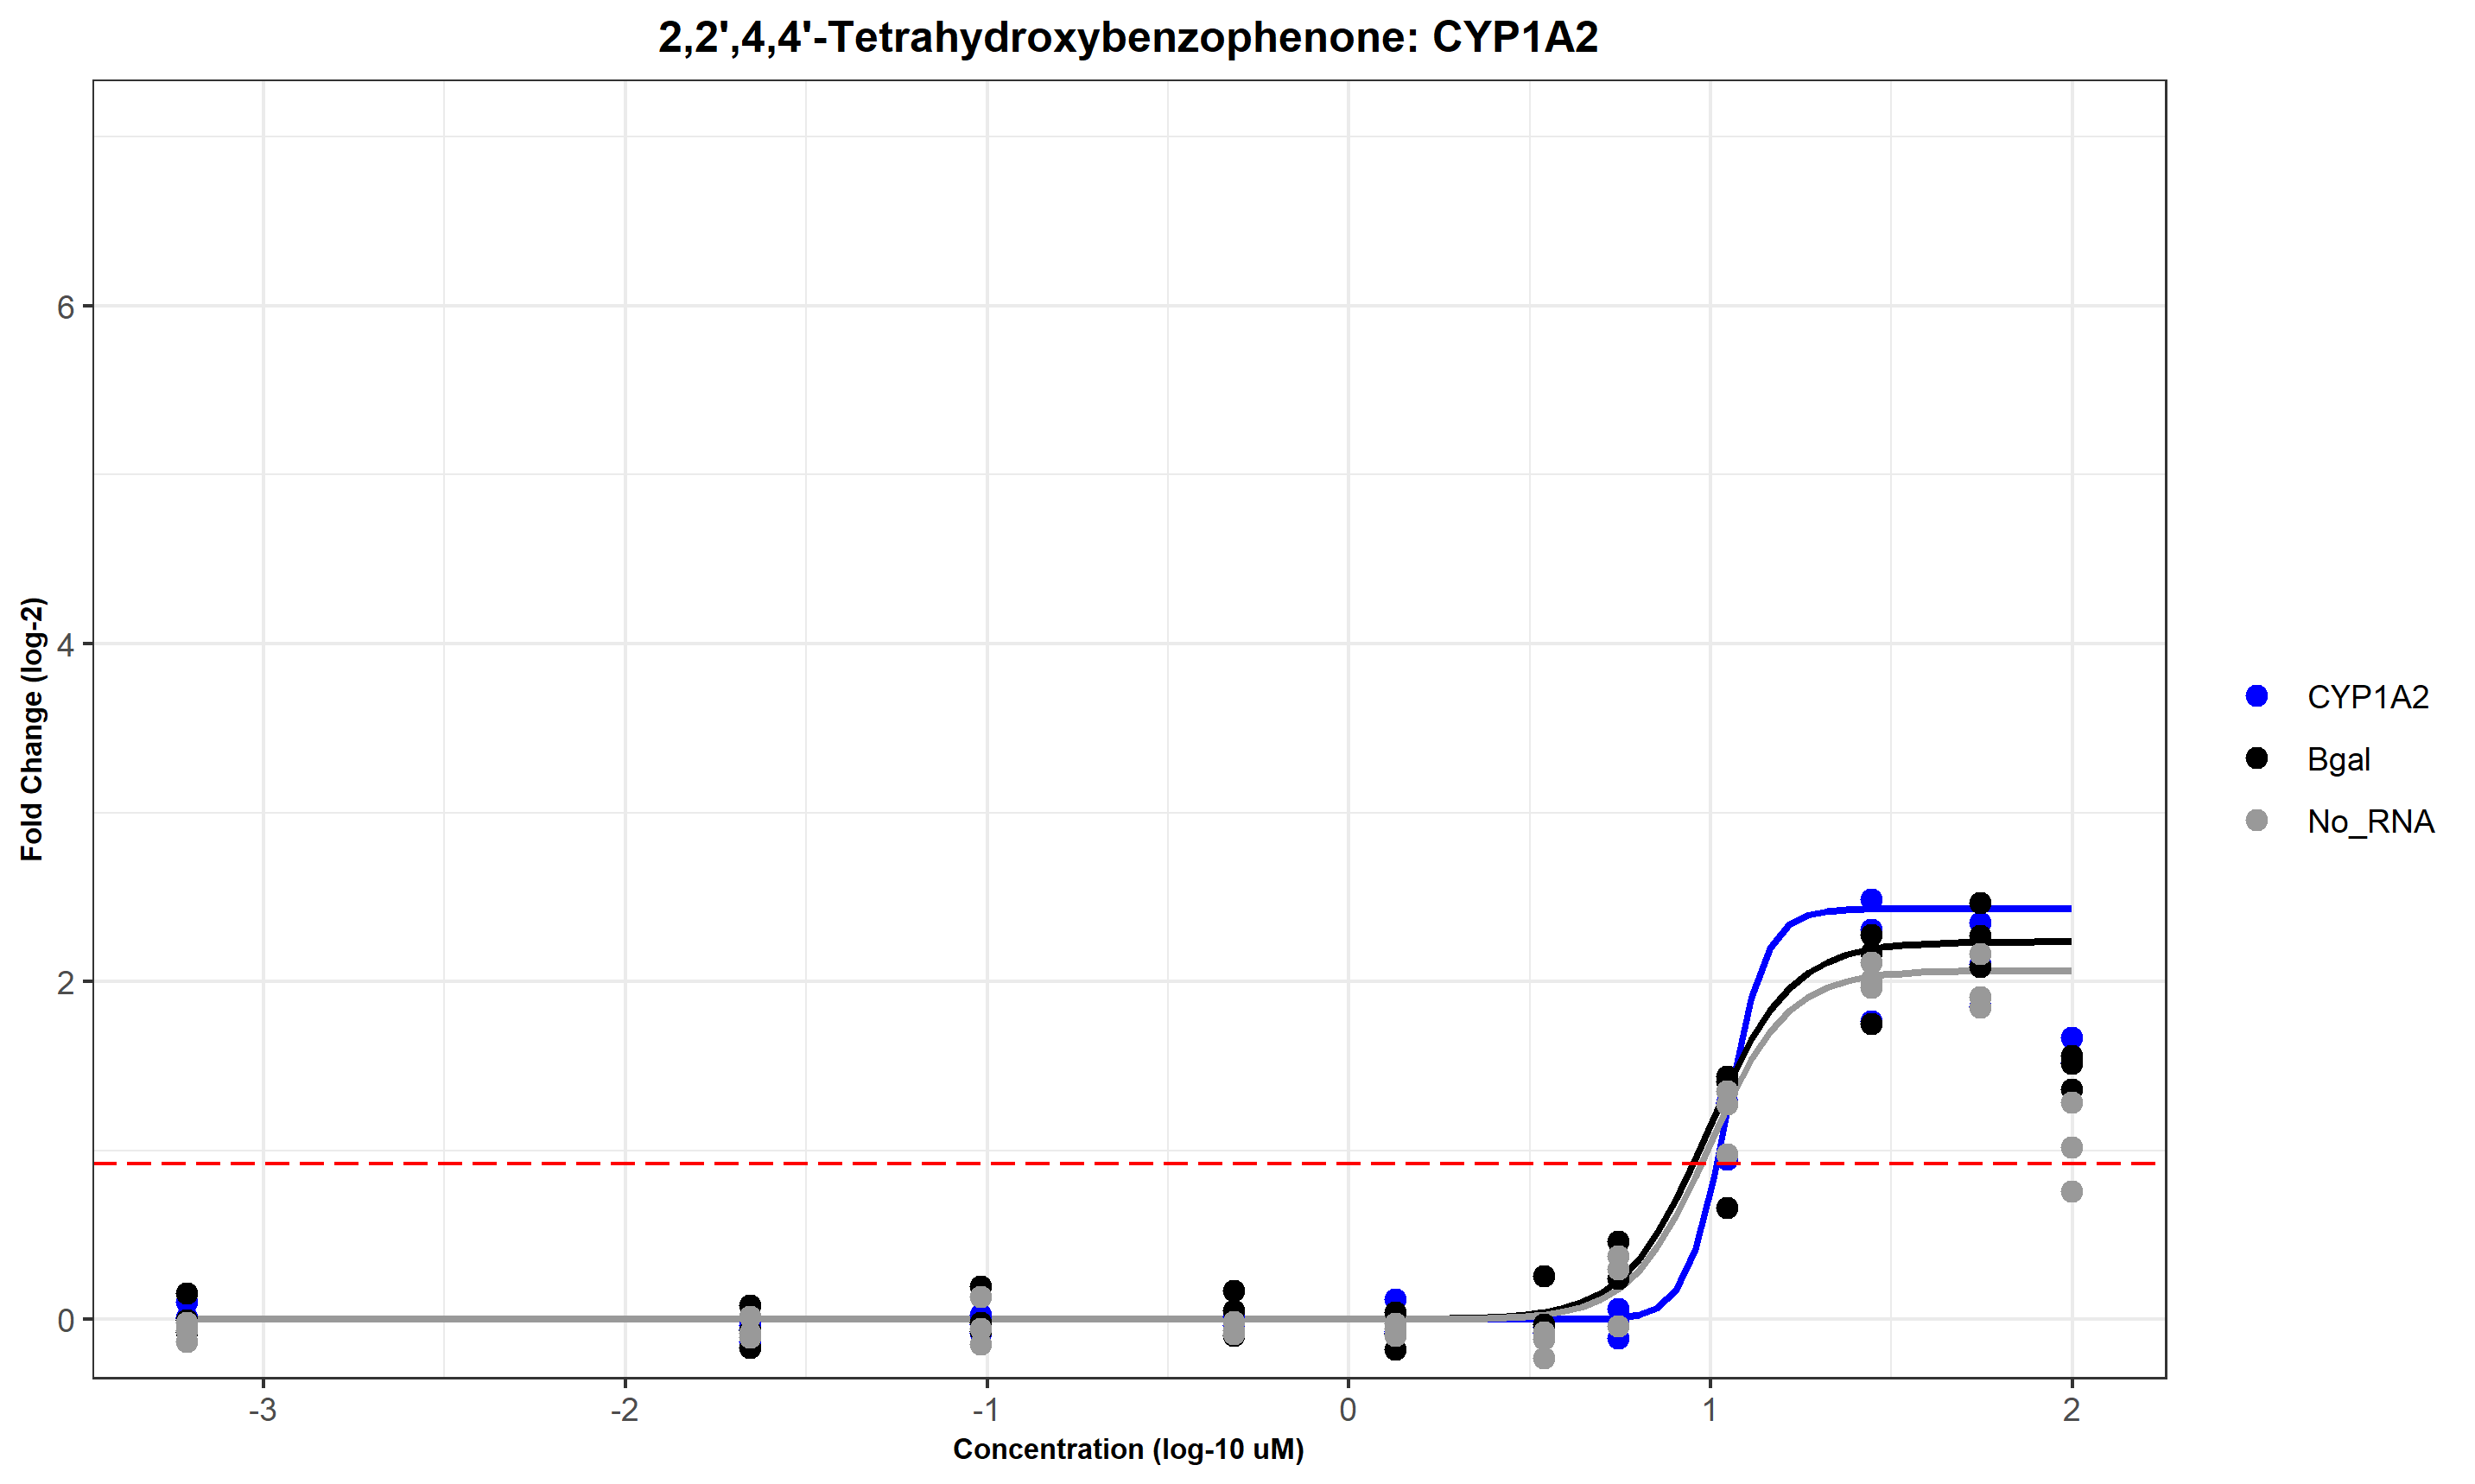 2,2',4,4'-Tetrahydroxybenzophenone: CYP1A2
Fold Change (log-2)
6
4
2
0
-3
-2
-1
0
1
2
Concentration (log-10 uM)
CYP1A2
Bgal
No_RNA